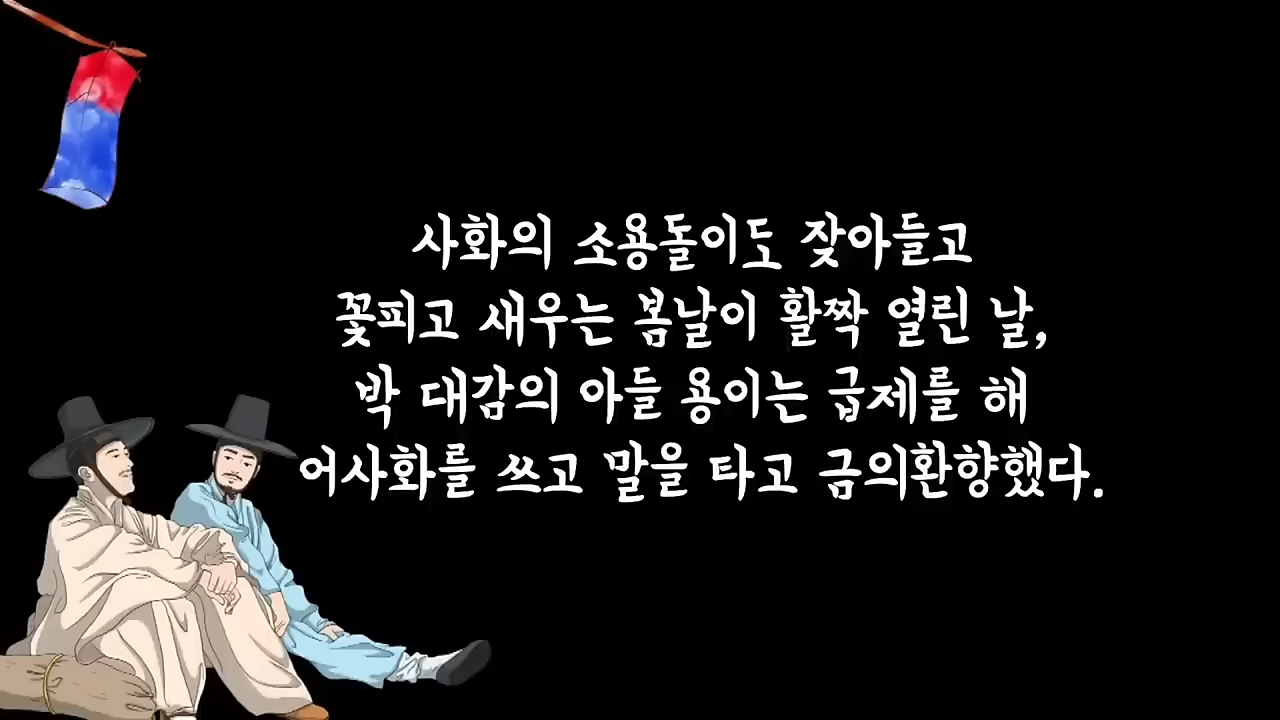 사화의 소용돌이도 잦아들고
꽃피고 새우는 봄날이 활짝 열린 날,
박 대감의 아들 용이는 급제를 해
어사화를 쓰고 말을 타고 금의환향했다.